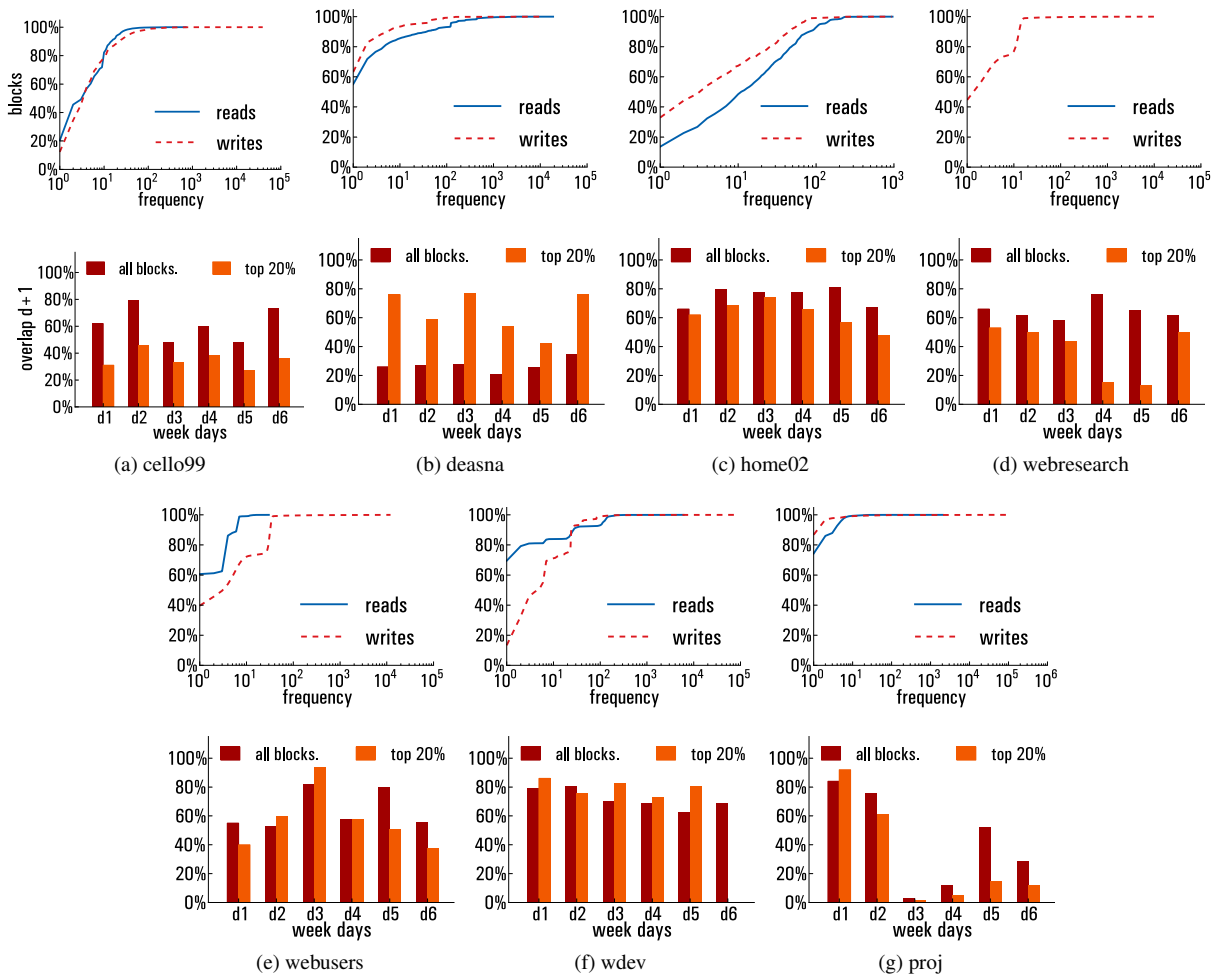 100%
80%
60%
40%
20%
0%
blocks
reads
writes
10^0 10^1 10^2 10^3 10^4 10^5
frequency
100%
80%
60%
40%
20%
0%
reads
writes
10^0 10^1 10^2 10^3 10^4 10^5
frequency
100%
80%
60%
40%
20%
0%
reads
writes
10^0 10^1 10^2 10^3
frequency
100%
80%
60%
40%
20%
0%
reads
writes
10^0 10^1 10^2 10^3 10^4 10^5
frequency
all blocks. top 20%
100%
80%
60%
40%
20%
0%
overlap d+1
d1 d2 d3 d4 d5 d6
week days
(a) cello99
all blocks. top 20%
100%
80%
60%
40%
20%
0%
d1 d2 d3 d4 d5 d6
week days
(b) deasna
all blocks. top 20%
100%
80%
60%
40%
20%
0%
d1 d2 d3 d4 d5 d6
week days
(c) home02
all blocks. top 20%
100%
80%
60%
40%
20%
0%
d1 d2 d3 d4 d5 d6
week days
(d) webresearch
100%
80%
60%
40%
20%
0%
reads
writes
10^0 10^1 10^2 10^3 10^4 10^5
frequency
100%
80%
60%
40%
20%
0%
reads
writes
10^0 10^1 10^2 10^3 10^4 10^5
frequency
100%
80%
60%
40%
20%
0%
reads
writes
10^0 10^1 10^2 10^3 10^4 10^5 10^6
frequency
all blocks. top 20%
100%
80%
60%
40%
20%
0%
d1 d2 d3 d4 d5 d6
week days
(e) webusers
all blocks. top 20%
100%
80%
60%
40%
20%
0%
d1 d2 d3 d4 d5 d6
week days
(f) wdev
all blocks. top 20%
100%
80%
60%
40%
20%
0%
d1 d2 d3 d4 d5 d6
week days
(g) proj